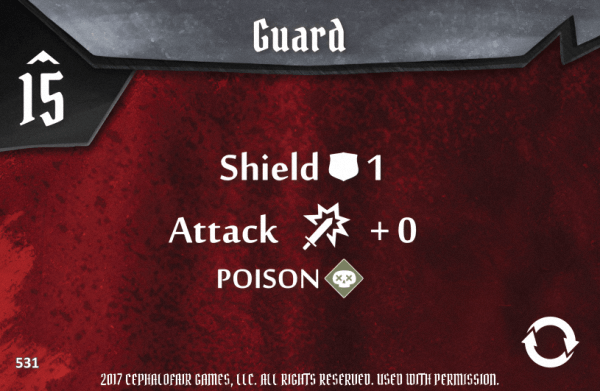 Guard
15
Shield 1
Attack + 0
POISON
531
2017 CEPHALOFAIR GAMES, LLC. ALL RIGHTS RESERVED. USED WITH PERMISSION.